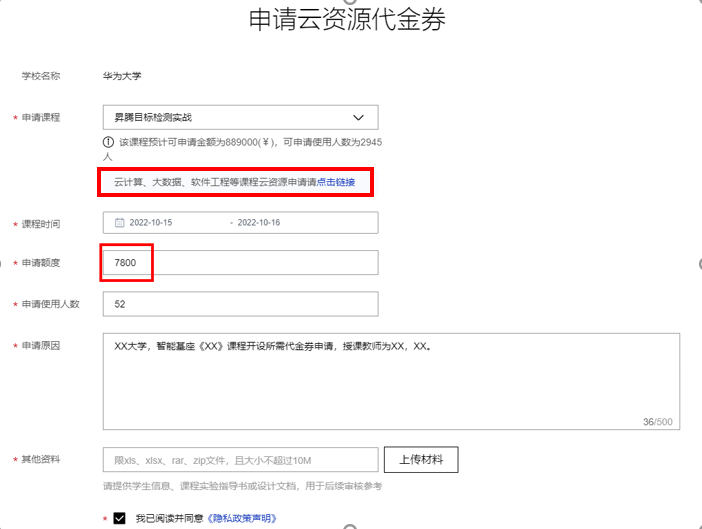 申请云资源代金券
学校名称 华为大学
* 申请课程 昇腾目标检测实战
该课程预计可申请金额为889000(¥)，可申请使用人数为2945
人
云计算、大数据、软件工程等课程云资源申请请点击链接
* 课程时间 2022-10-15 - 2022-10-16
* 申请额度 7800
* 申请使用人数 52
* 申请原因 XX大学，智能基座《XX》课程开设所需代金券申请，授课教师为XX，XX。
36/500
* 其他资料 限xls、xlsx、rar、zip文件，且大小不超过10M 上传材料
请提供学生信息、课程实验指导书或设计文档，用于后续审核参考
* 我已阅读并同意《隐私政策声明》